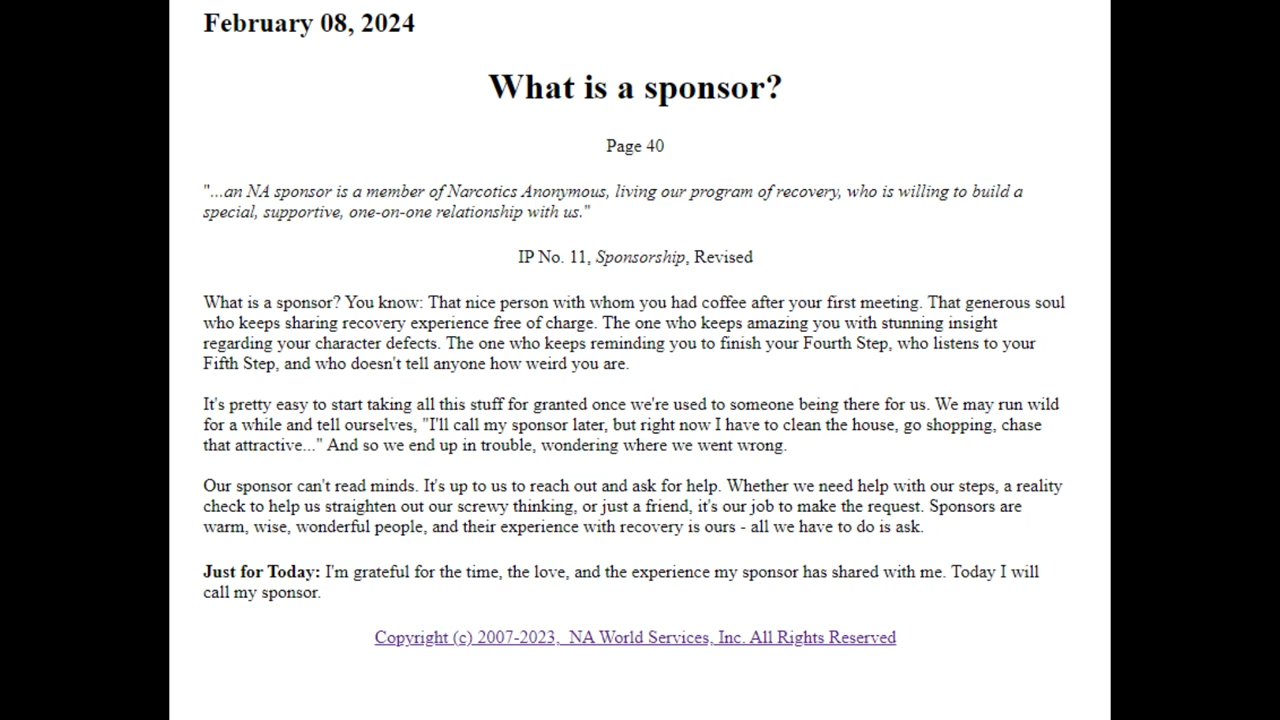 February 08, 2024
What is a sponsor?
Page 40
"...an NA sponsor is a member of Narcotics Anonymous, living our program of recovery, who is willing to build a
special, supportive, one-on-one relationship with us."
IP No. 11, Sponsorship, Revised
What is a sponsor? You know: That nice person with whom you had coffee after your first meeting. That generous soul
who keeps sharing recovery experience free of charge. The one who keeps amazing you with stunning insight
regarding your character defects. The one who keeps reminding you to finish your Fourth Step, who listens to your
Fifth Step, and who doesn't tell anyone how weird you are.
It's pretty easy to start taking all this stuff for granted once we're used to someone being there for us. We may run wild
for a while and tell ourselves, "I'll call my sponsor later, but right now I have to clean the house, go shopping, chase
that attractive..." And so we end up in trouble, wondering where we went wrong.
Our sponsor can't read minds. It's up to us to reach out and ask for help. Whether we need help with our steps, a reality
check to help us straighten out our screwy thinking, or just a friend, it's our job to make the request. Sponsors are
warm, wise, wonderful people, and their experience with recovery is ours - all we have to do is ask.
Just for Today: I'm grateful for the time, the love, and the experience my sponsor has shared with me. Today I will
call my sponsor.
Copyright (c) 2007-2023,  NA World Services, Inc. All Rights Reserved